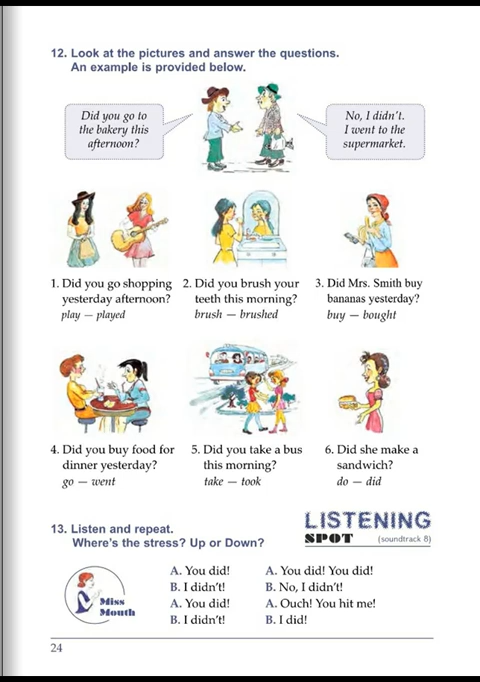 12. Look at the pictures and answer the questions.
An example is provided below.
Did you go to
the bakery this
afternoon?
No, I didn't.
I went to the
supermarket.
1. Did you go shopping
yesterday afternoon?
play — played
2. Did you brush your
teeth this morning?
brush — brushed
3. Did Mrs. Smith buy
bananas yesterday?
buy — bought
4. Did you buy food for
dinner yesterday?
go — went
5. Did you take a bus
this morning?
take — took
6. Did she make a
sandwich?
do — did
13. Listen and repeat.
Where's the stress? Up or Down?
LISTENING
SPOT (soundtrack 8)
Miss
Mouth
A. You did!
B. I didn't!
A. You did!
B. I didn't!
A. You did! You did!
B. No, I didn't!
A. Ouch! You hit me!
B. I did!
24